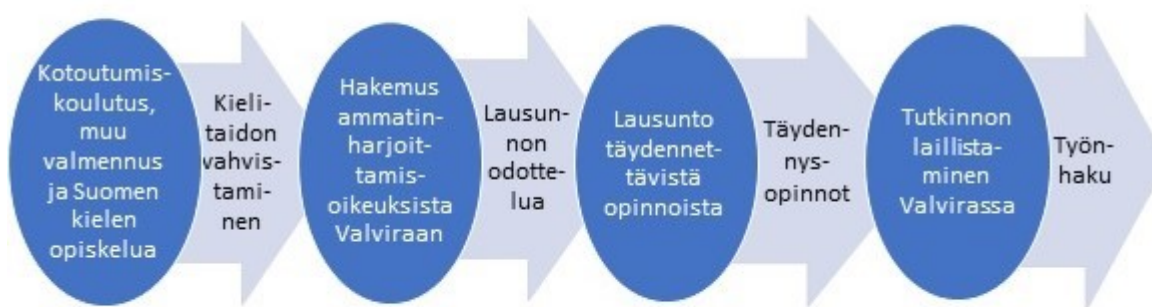 Kotoutumis-
koulutus,
muu
valmennus
ja Suomen
kielen
opiskelua
Kieli-
taidon
vahvis-
tami-
nen
Hakemus
ammatin-
harjoit-
tamis-
oikeuksista
Valviraan
Lausun-
non
odotte-
lua
Lausunto
täydennet-
tävistä
opinnoista
Täyden-
nys-
opinnot
Tutkinnon
laillista-
minen
Valvirassa
Työn-
haku